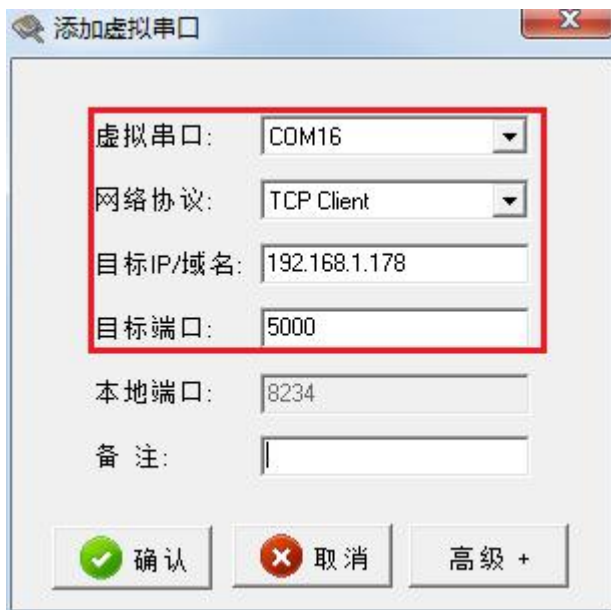 添加虚拟串口
虚拟串口: COM16
网络协议: TCP Client
目标IP/域名: 192.168.1.178
目标端口: 5000
本地端口: 8234
备 注:
确认 取消 高级 +